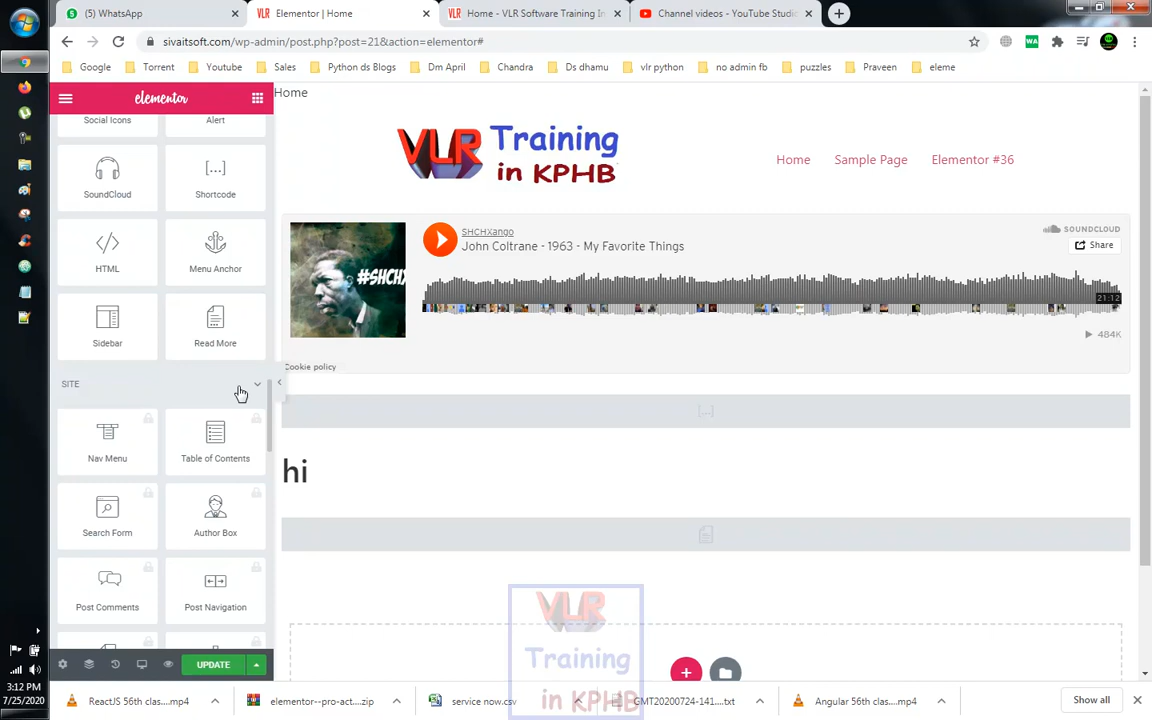 (5) WhatsApp
Elementor | Home
Home - VLR Software Training In
Channel videos - YouTube Studio
sivaitsoft.com/wp-admin/post.php?post=21&action=elementor#
Google
Torrent
Youtube
Sales
Python ds Blogs
Dm April
Chandra
Ds dhamu
vlr python
no admin fb
puzzles
Praveen
eleme
elementor
Home
Social Icons
Alert
VLR Training
in KPHB
Home
Sample Page
Elementor #36
SoundCloud
Shortcode
SHCHXango
John Coltrane - 1963 - My Favorite Things
SOUNDCLOUD
Share
#SHCHX
HTML
Menu Anchor
21:12
484K
Sidebar
Read More
Cookie policy
SITE
Nav Menu
Table of Contents
hi
Search Form
Author Box
Post Comments
Post Navigation
VLR
Training
in KPHB
UPDATE
3:12 PM
7/25/2020
ReactJS 56th clas....mp4
elementor--pro-act....zip
service now.csv
GMT20200724-141....txt
Angular 56th clas....mp4
Show all